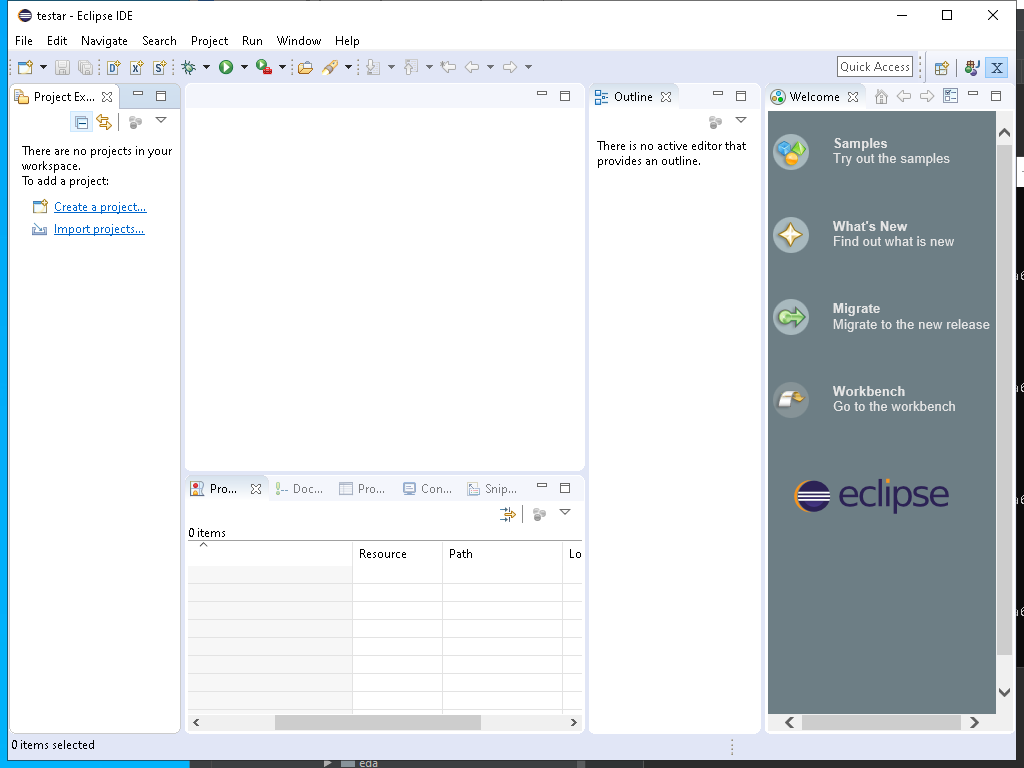 testar - Eclipse IDE
File Edit Navigate Search Project Run Window Help
Quick Access
Project Ex...
There are no projects in your
workspace.
To add a project:
Create a project...
Import projects...
Outline
There is no active editor that
provides an outline.
Welcome
Samples
Try out the samples
What's New
Find out what is new
Migrate
Migrate to the new release
Workbench
Go to the workbench
eclipse
Pro... Doc... Pro... Con... Snip...
0 items
Resource Path Lo
0 items selected
eda